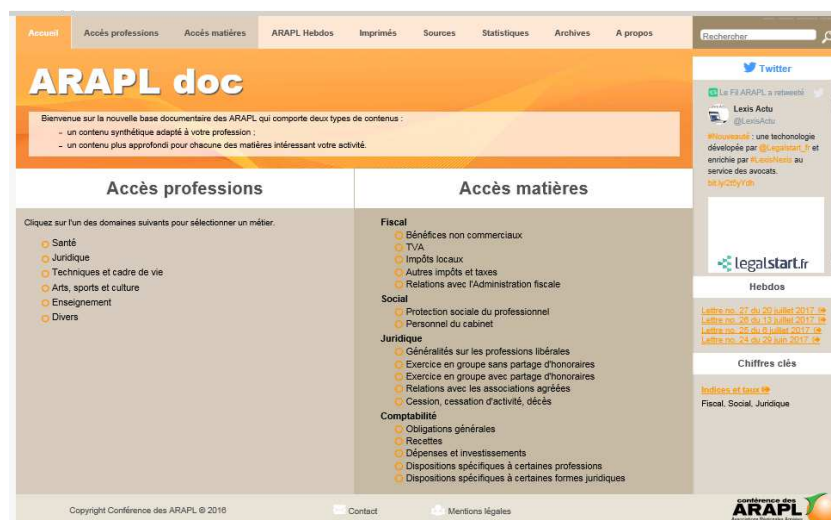 Accueil
Accès professions
Accès matières
ARAPL Hebdos
Imprimés
Sources
Statistiques
Archives
A propos
Rechercher
ARAPL doc
Bienvenue sur la nouvelle base documentaire des ARAPL qui comporte deux types de contenus :
- un contenu synthétique adapté à votre profession ;
- un contenu plus approfondi pour chacune des matières intéressant votre activité.
Accès professions
Cliquez sur l'un des domaines suivants pour sélectionner un métier.
Santé
Juridique
Techniques et cadre de vie
Arts, sports et culture
Enseignement
Divers
Accès matières
Fiscal
Bénéfices non commerciaux
TVA
Impôts locaux
Autres impôts et taxes
Relations avec l'Administration fiscale
Social
Protection sociale du professionnel
Personnel du cabinet
Juridique
Généralités sur les professions libérales
Exercice en groupe sans partage d'honoraires
Exercice en groupe avec partage d'honoraires
Relations avec les associations agréées
Cession, cessation d'activité, décès
Comptabilité
Obligations générales
Recettes
Dépenses et investissements
Dispositions spécifiques à certaines professions
Dispositions spécifiques à certaines formes juridiques
Twitter
Le Fil ARAPL a retweeté
Lexis Actu
@LexisActu
#Nouveauté : une techonologie
dévelopée par @Legalstart_fr et
enrichie par #LexisNexis au
service des avocats.
legalstart.fr
Hebdos
Lettre no. 27 du 20 juillet 2017
Lettre no. 26 du 13 juillet 2017
Lettre no. 25 du 6 juillet 2017
Lettre no. 24 du 29 juin 2017
Chiffres clés
Indices et taux
Fiscal, Social, Juridique
Copyright Conférence des ARAPL © 2016
Contact
Mentions légales
conférence des
ARAPL